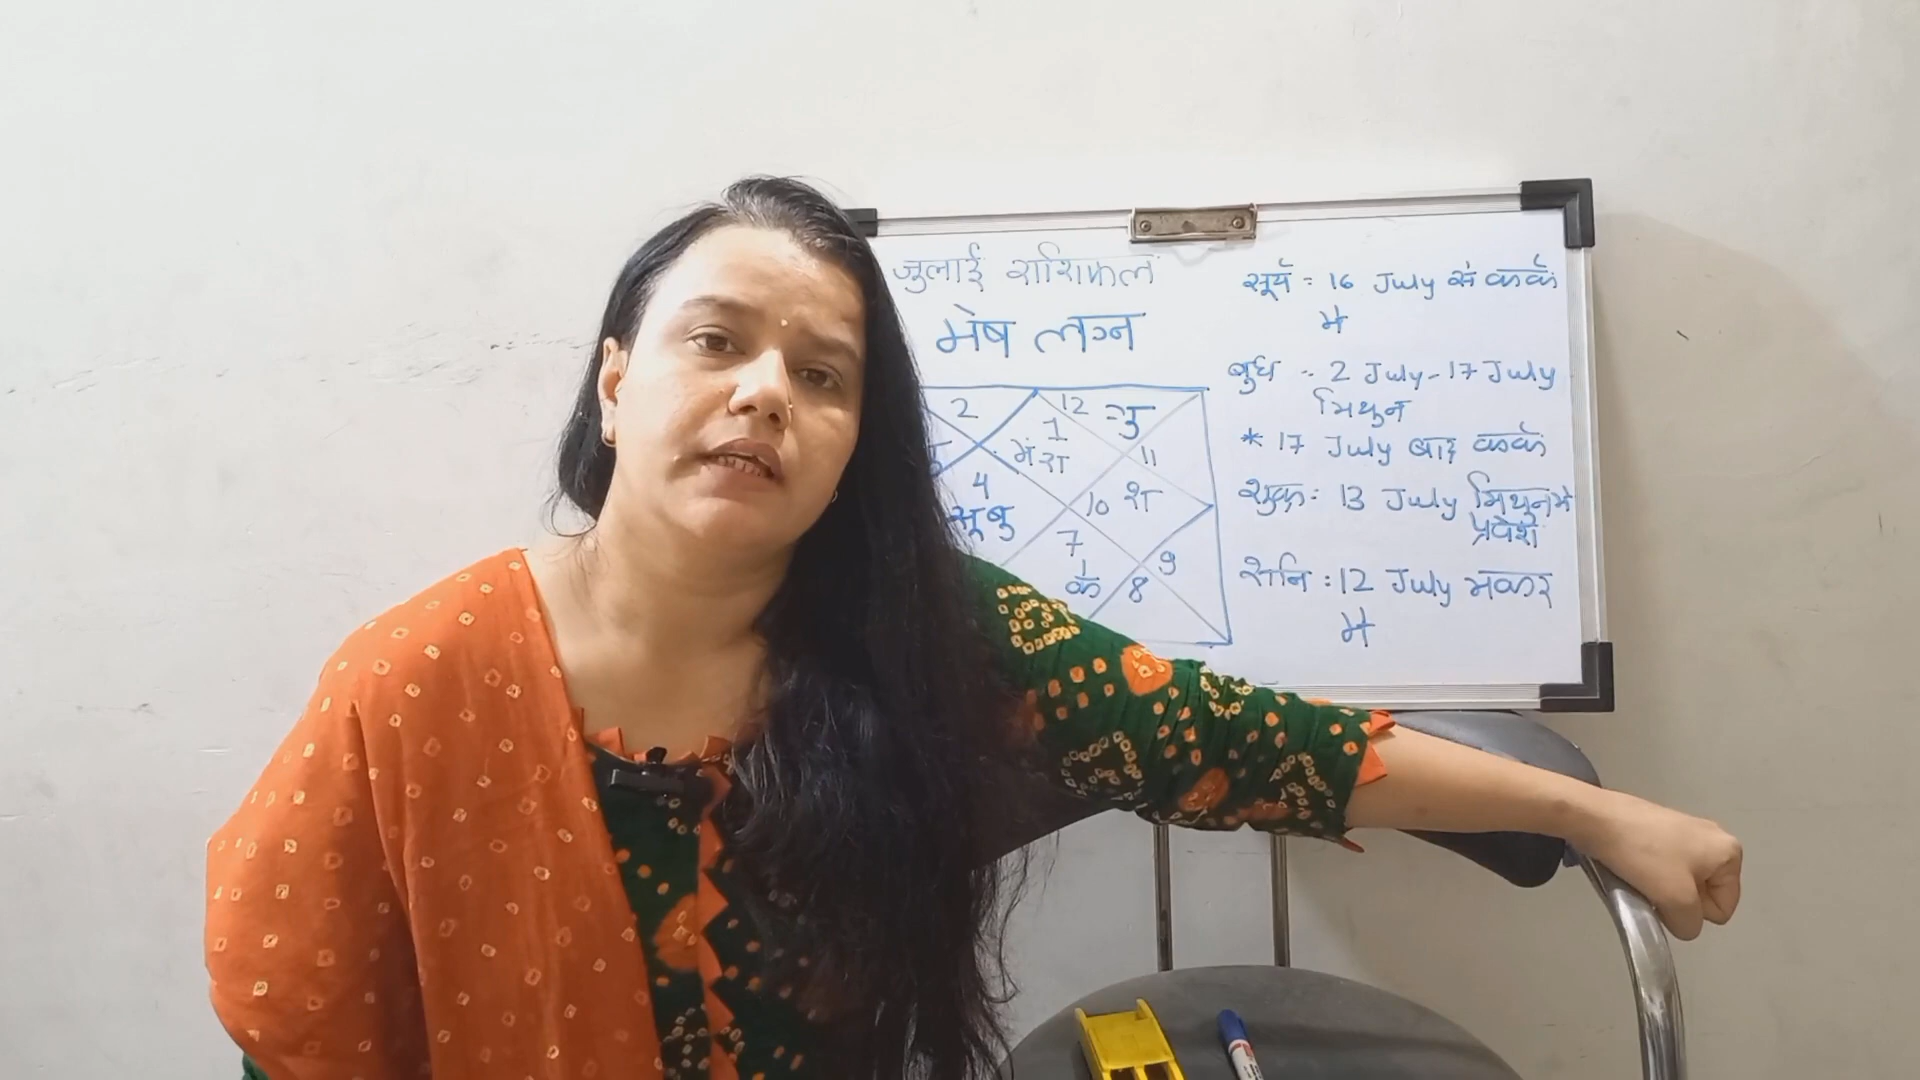 जुलाई राशिफल
मेष लग्न
2
12 गु
1
मं रा
11
4
सू बु
10 श
7
के
9
8
सूर्य = 16 July से कर्क
में
बुध - 2 July - 17 July
मिथुन
* 17 July बाद कर्क
शुक्र : 13 July मिथुन में
प्रवेश
शनि : 12 July मकर
में